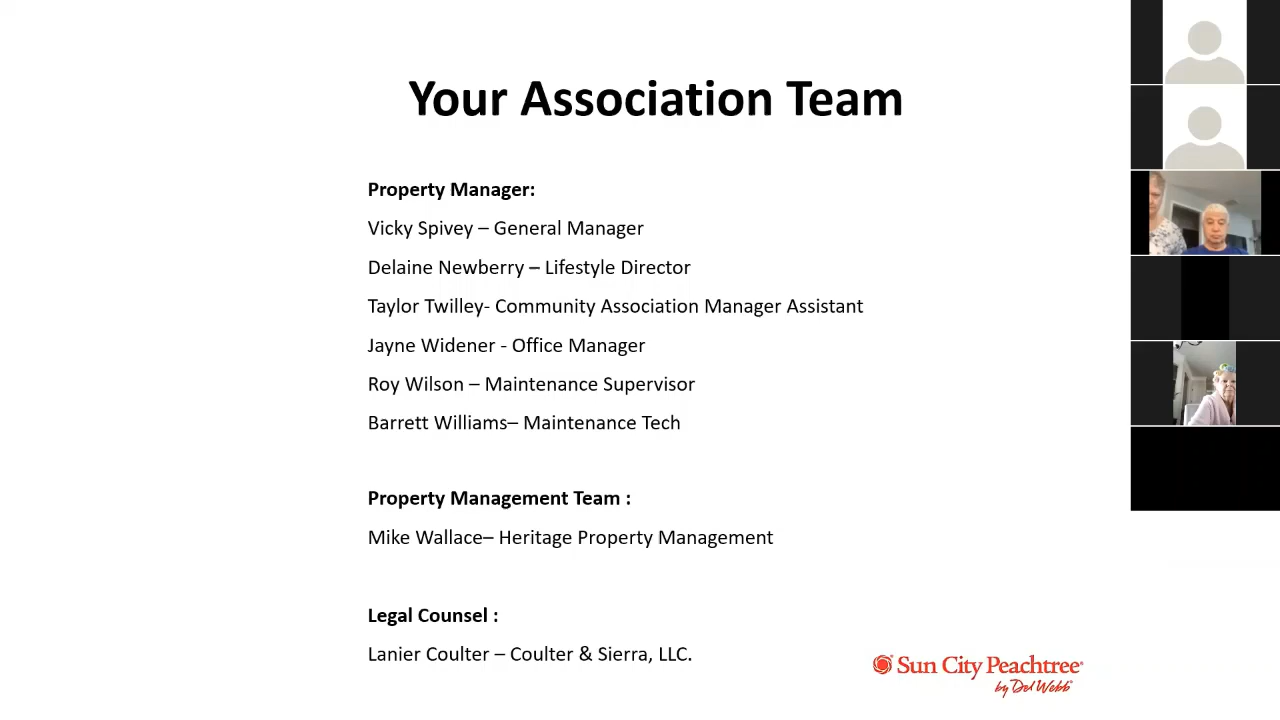 Your Association Team
Property Manager:
Vicky Spivey – General Manager
Delaine Newberry – Lifestyle Director
Taylor Twilley- Community Association Manager Assistant
Jayne Widener - Office Manager
Roy Wilson – Maintenance Supervisor
Barrett Williams– Maintenance Tech
Property Management Team :
Mike Wallace– Heritage Property Management
Legal Counsel :
Lanier Coulter – Coulter & Sierra, LLC.
Sun City Peachtree®
by Del Webb®